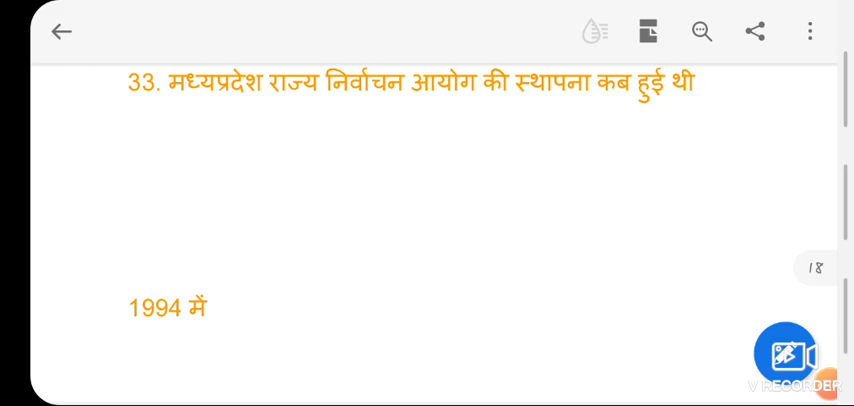 33. मध्यप्रदेश राज्य निर्वाचन आयोग की स्थापना कब हुई थी
18
1994 में
V RECORDER